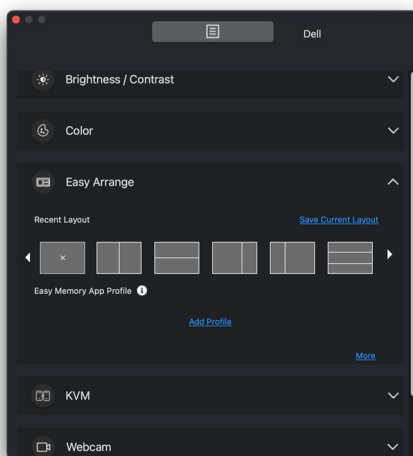 Dell
Brightness / Contrast
Color
Easy Arrange
Recent Layout
Save Current Layout
Easy Memory App Profile
Add Profile
More
KVM
Webcam